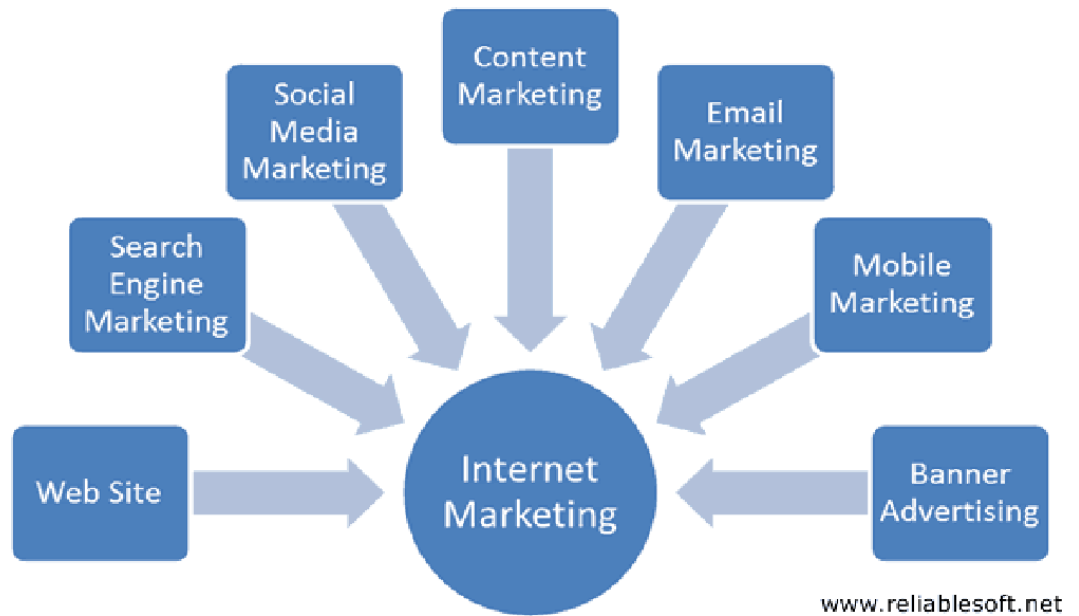 Content
Marketing
Social
Media
Marketing
Email
Marketing
Search
Engine
Marketing
Mobile
Marketing
Web Site
Internet
Marketing
Banner
Advertising
www.reliablesoft.net